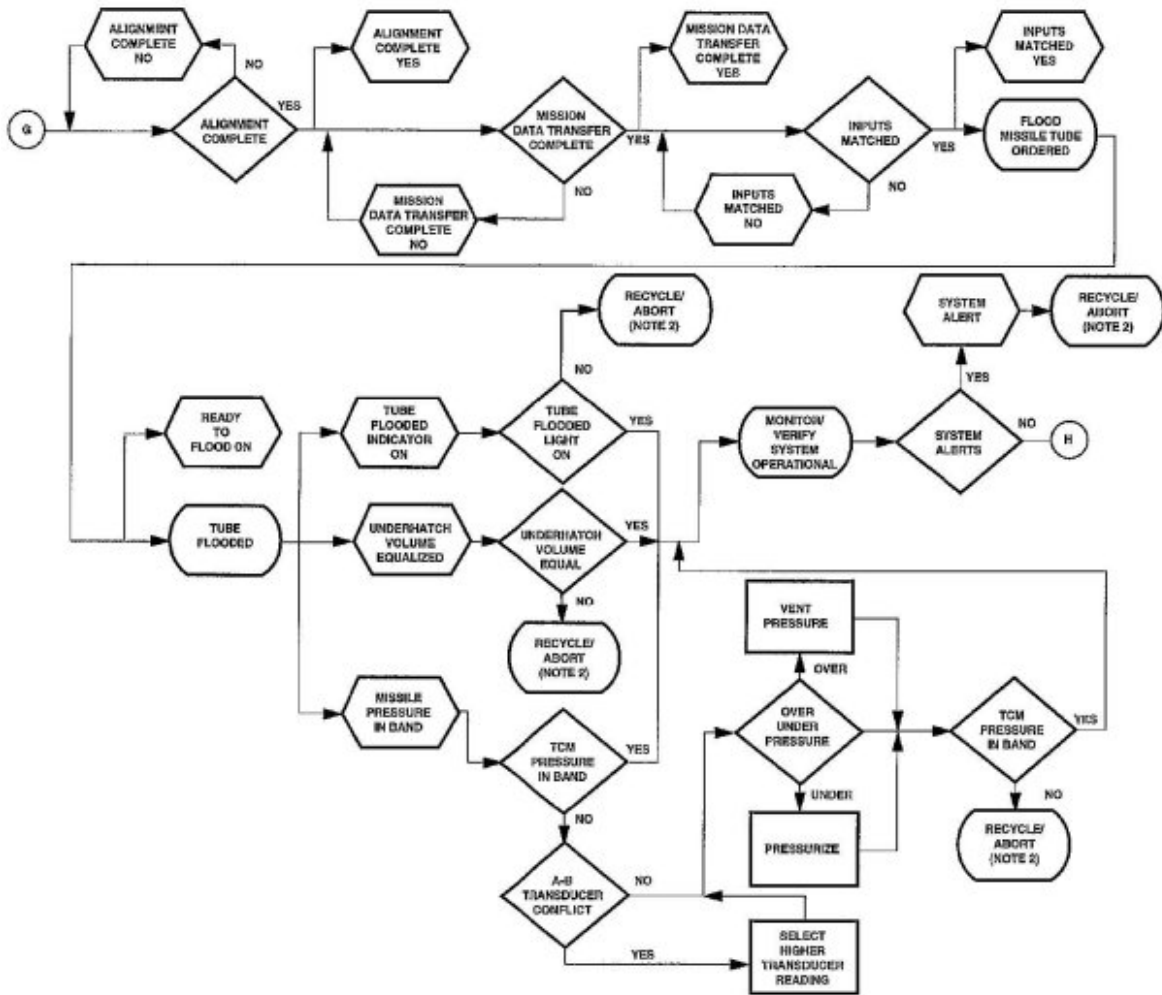 ALIGNMENT
COMPLETE
NO
NO
ALIGNMENT
COMPLETE
YES
MISSION DATA
TRANSFER
COMPLETE
YES
INPUTS
MATCHED
YES
G
ALIGNMENT
COMPLETE
YES
MISSION
DATA TRANSFER
COMPLETE
YES
NO
MISSION
DATA TRANSFER
COMPLETE
NO
INPUTS
MATCHED
YES
NO
INPUTS
MATCHED
NO
FLOOD
MISSILE TUBE
ORDERED
RECYCLE/
ABORT
(NOTE 2)
NO
SYSTEM
ALERT
RECYCLE/
ABORT
(NOTE 2)
YES
READY
TO
FLOOD ON
TUBE
FLOODED
INDICATOR
ON
TUBE
FLOODED
LIGHT
ON
YES
MONITOR/
VERIFY
SYSTEM
OPERATIONAL
SYSTEM
ALERTS
NO
H
TUBE
FLOODED
UNDERHATCH
VOLUME
EQUALIZED
UNDERHATCH
VOLUME
EQUAL
YES
NO
RECYCLE/
ABORT
(NOTE 2)
VENT
PRESSURE
OVER
MISSILE
PRESSURE
IN BAND
TCM
PRESSURE
IN BAND
YES
NO
OVER
UNDER
PRESSURE
UNDER
TCM
PRESSURE
IN BAND
YES
NO
PRESSURIZE
RECYCLE/
ABORT
(NOTE 2)
A-B
TRANSDUCER
CONFLICT
NO
YES
SELECT
HIGHER
TRANSDUCER
READING